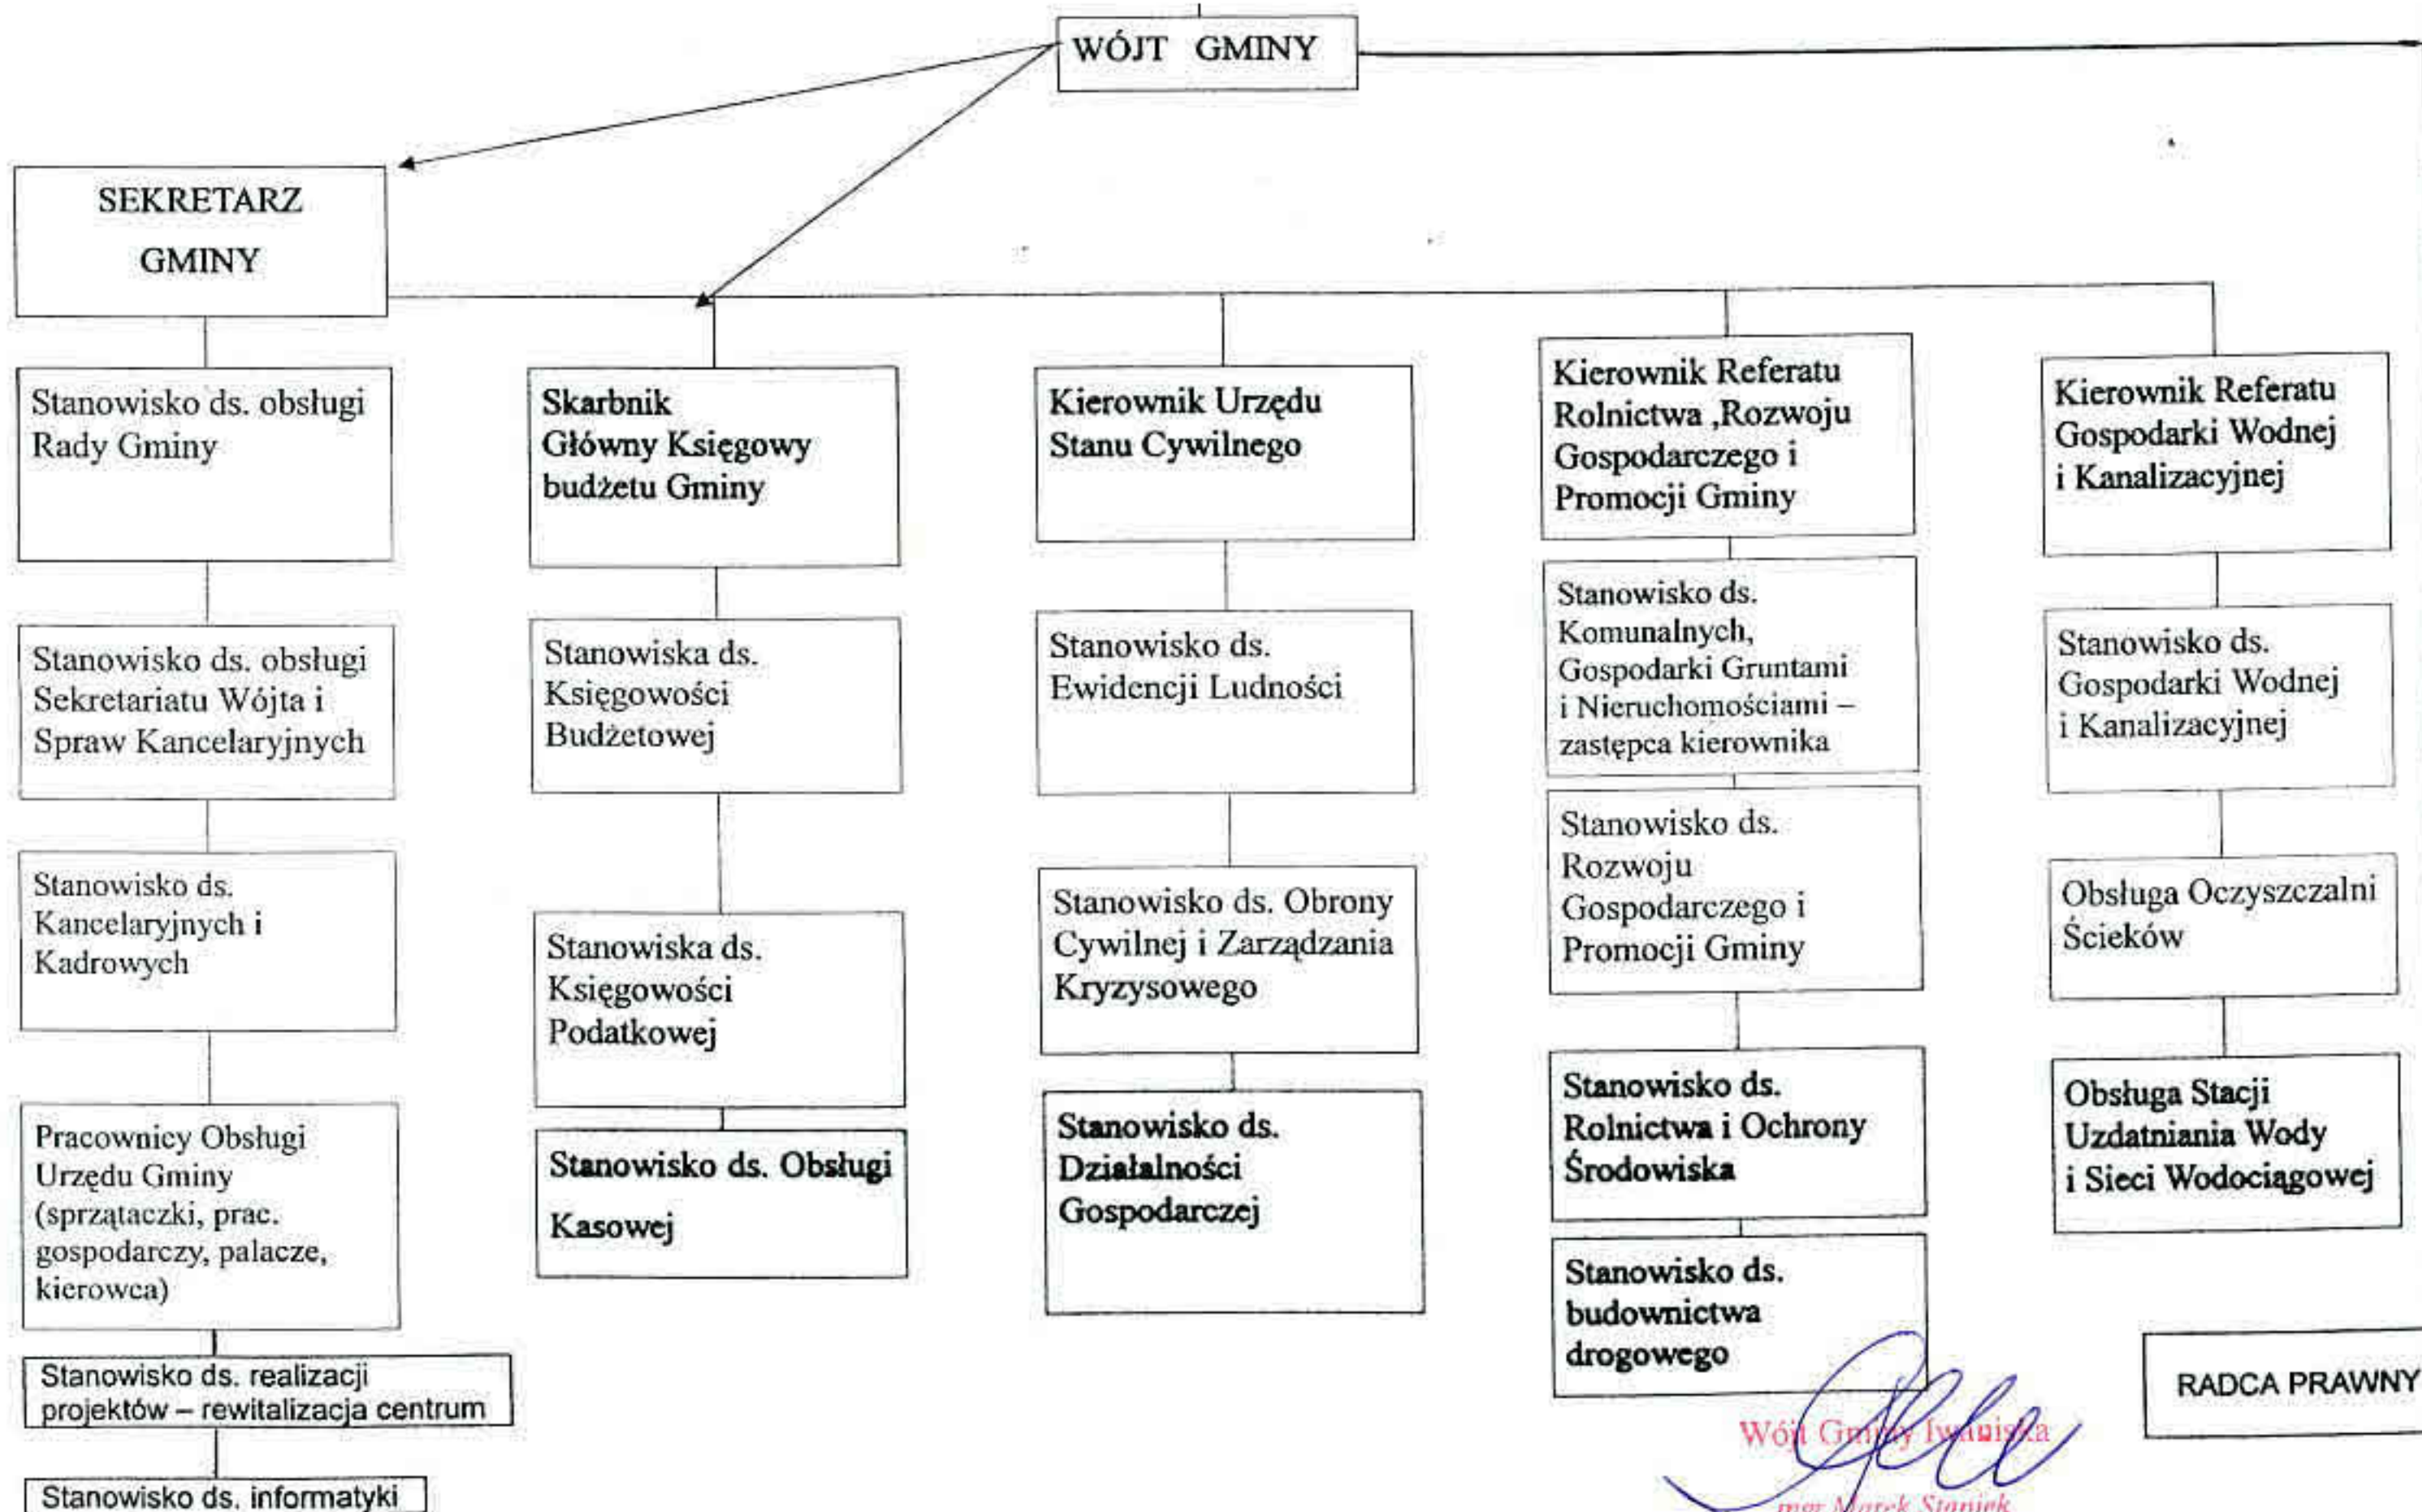 WÓJT GMINY
SEKRETARZ
GMINY
Stanowisko ds. obsługi
Rady Gminy
Stanowisko ds. obsługi
Sekretariatu Wójta i
Spraw Kancelaryjnych
Stanowisko ds.
Kancelaryjnych i
Kadrowych
Pracownicy Obsługi
Urzędu Gminy
(sprzątaczki, prac.
gospodarczy, palacze,
kierowca)
Stanowisko ds. realizacji
projektów – rewitalizacja centrum
Stanowisko ds. informatyki
Skarbnik
Główny Księgowy
budżetu Gminy
Stanowiska ds.
Księgowości
Budżetowej
Stanowiska ds.
Księgowości
Podatkowej
Stanowisko ds. Obsługi
Kasowej
Kierownik Urzędu
Stanu Cywilnego
Stanowisko ds.
Ewidencji Ludności
Stanowisko ds. Obrony
Cywilnej i Zarządzania
Kryzysowego
Stanowisko ds.
Działalności
Gospodarczej
Kierownik Referatu
Rolnictwa ,Rozwoju
Gospodarczego i
Promocji Gminy
Stanowisko ds.
Komunalnych,
Gospodarki Gruntami
i Nieruchomościami –
zastępca kierownika
Stanowisko ds.
Rozwoju
Gospodarczego i
Promocji Gminy
Stanowisko ds.
Rolnictwa i Ochrony
Środowiska
Stanowisko ds.
budownictwa
drogowego
Kierownik Referatu
Gospodarki Wodnej
i Kanalizacyjnej
Stanowisko ds.
Gospodarki Wodnej
i Kanalizacyjnej
Obsługa Oczyszczalni
Ścieków
Obsługa Stacji
Uzdatniania Wody
i Sieci Wodociągowej
RADCA PRAWNY
Wójt Gminy Iwaniska
mgr Marek Staniek